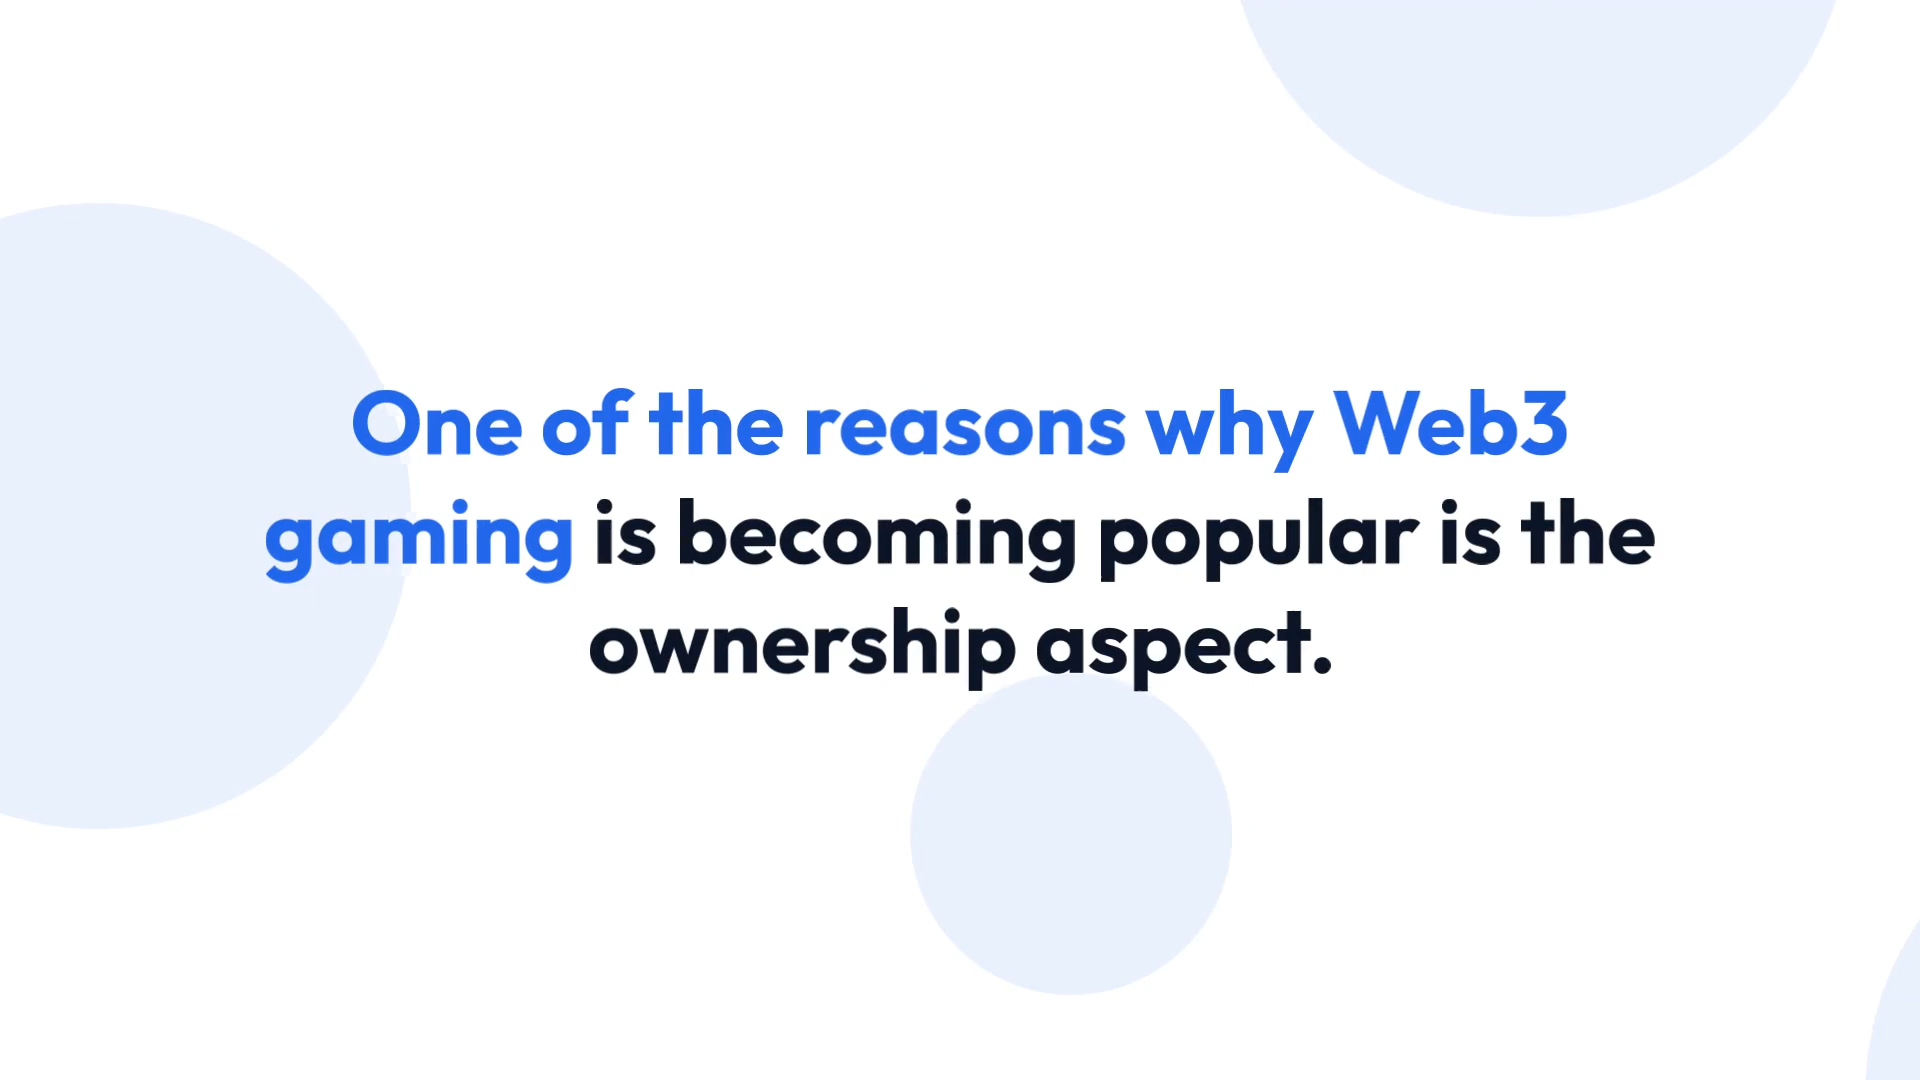 One of the reasons why Web3
gaming is becoming popular is the
ownership aspect.